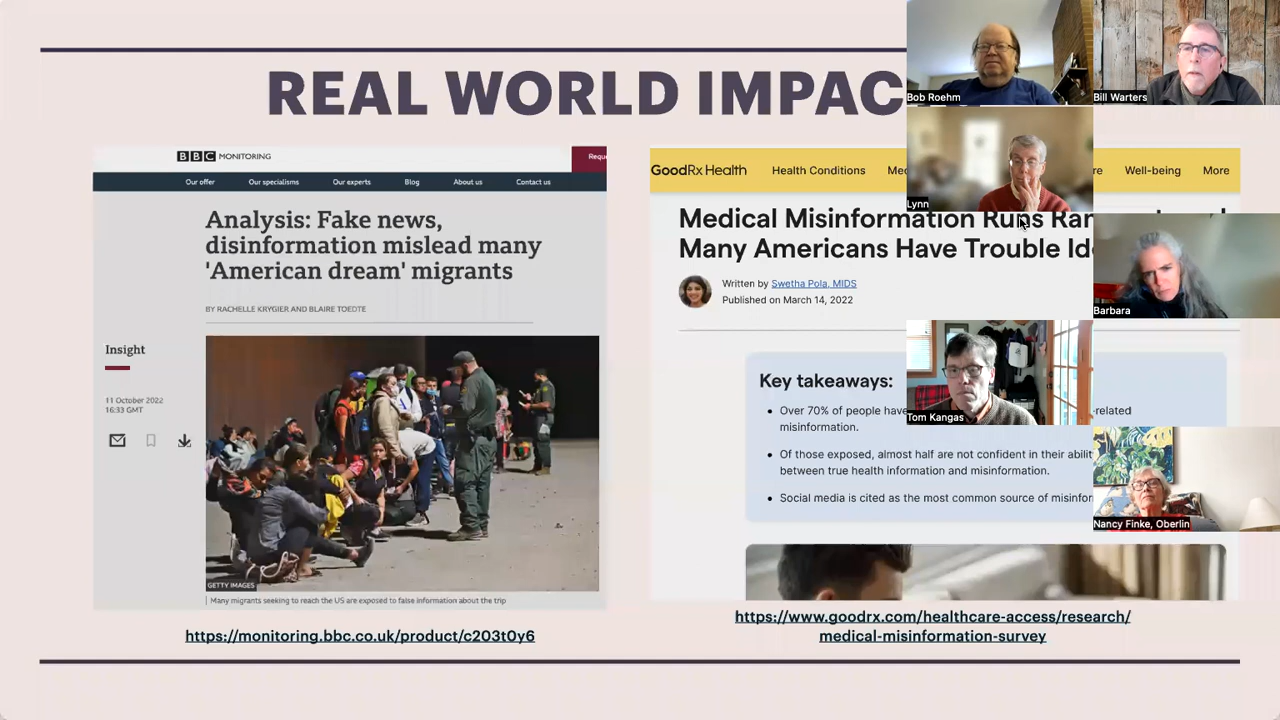 REAL WORLD IMPAC
BBC MONITORING
Requ
Our offer Our specialisms Our experts Blog About us Contact us
Analysis: Fake news,
disinformation mislead many
'American dream' migrants
BY RACHELLE KRYGIER AND BLAIRE TOEDTE
Insight
11 October 2022
16:33 GMT
GETTY IMAGES
Many migrants seeking to reach the US are exposed to false information about the trip
https://monitoring.bbc.co.uk/product/c203t0y6
GoodRx Health Health Conditions Well-being More
Medical Misinformation Runs
Many Americans Have Trouble
Written by Swetha Pola, MIDS
Published on March 14, 2022
Key takeaways:
Over 70% of people have -related
misinformation.
Of those exposed, almost half are not confident in their
between true health information and misinformation.
Social media is cited as the most common source of
https://www.goodrx.com/healthcare-access/research/
medical-misinformation-survey
Bob Roehm
Bill Warters
Lynn
Barbara
Tom Kangas
Nancy Finke, Oberlin